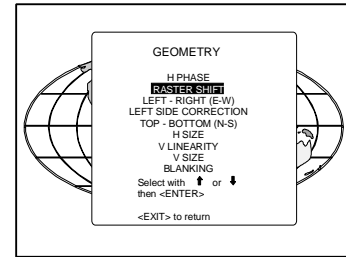 GEOMETRY
H PHASE
RASTER SHIFT
LEFT - RIGHT (E-W)
LEFT SIDE CORRECTION
TOP - BOTTOM (N-S)
H SIZE
V LINEARITY
V SIZE
BLANKING
Select with ⬆ or ⬇
then <ENTER>
<EXIT> to return